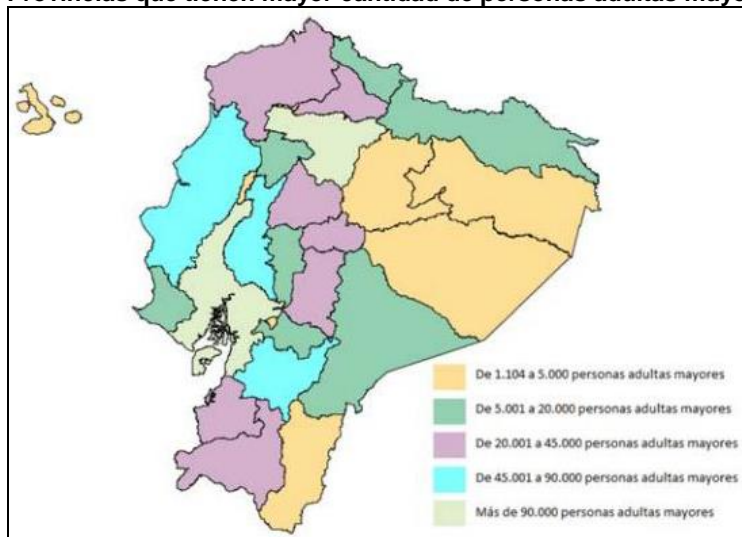 Provincias que tienen mayor cantidad de personas adultas
De 1.104 a 5.000 personas adultas mayores
De 5.001 a 20.000 personas adultas mayores
De 20.001 a 45.000 personas adultas mayores
De 45.001 a 90.000 personas adultas mayores
Más de 90.000 personas adultas mayores